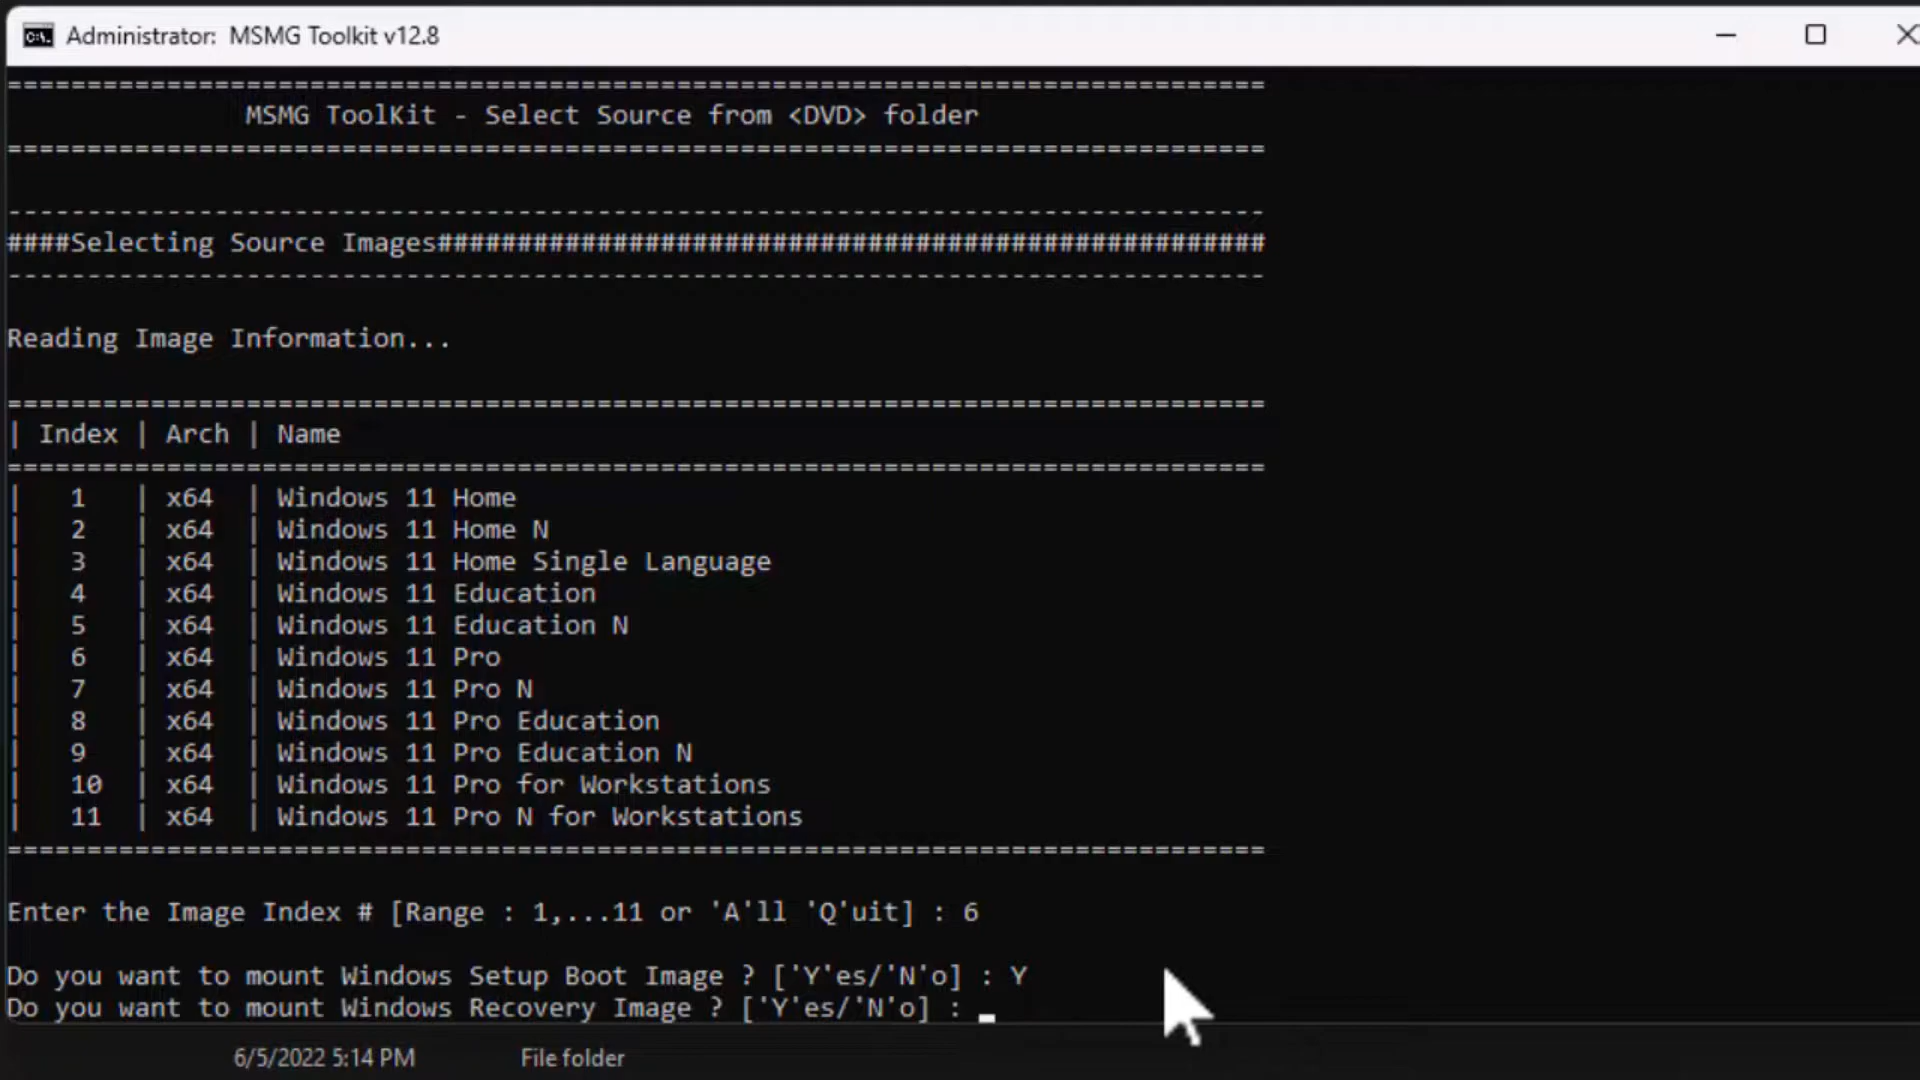 Administrator:  MSMG Toolkit v12.8
===============================================================================
MSMG ToolKit - Select Source from <DVD> folder
===============================================================================
-------------------------------------------------------------------------------
####Selecting Source Images####################################################
-------------------------------------------------------------------------------
Reading Image Information...
===============================================================================
| Index | Arch | Name
===============================================================================
|   1   | x64  | Windows 11 Home
|   2   | x64  | Windows 11 Home N
|   3   | x64  | Windows 11 Home Single Language
|   4   | x64  | Windows 11 Education
|   5   | x64  | Windows 11 Education N
|   6   | x64  | Windows 11 Pro
|   7   | x64  | Windows 11 Pro N
|   8   | x64  | Windows 11 Pro Education
|   9   | x64  | Windows 11 Pro Education N
|   10  | x64  | Windows 11 Pro for Workstations
|   11  | x64  | Windows 11 Pro N for Workstations
===============================================================================
Enter the Image Index # [Range : 1,...11 or 'A'll 'Q'uit] : 6
Do you want to mount Windows Setup Boot Image ? ['Y'es/'N'o] : Y
Do you want to mount Windows Recovery Image ? ['Y'es/'N'o] : _
6/5/2022 5:14 PM File folder